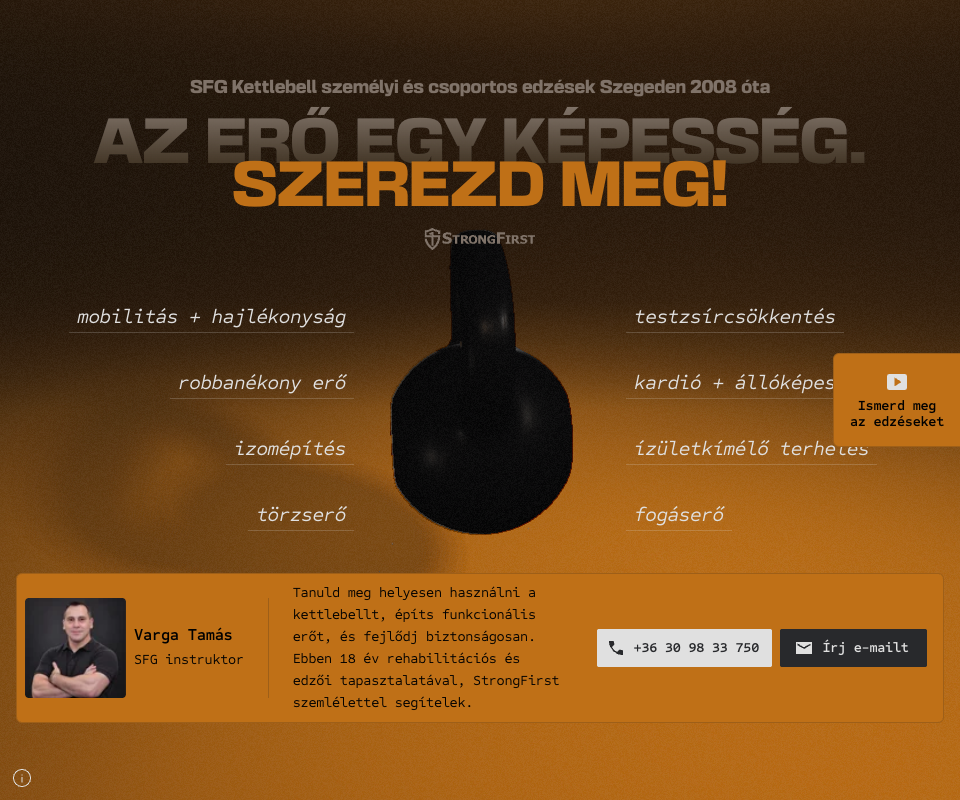 SFG Kettlebell személyi és csoportos edzések Szegeden 2008 óta
AZ ERŐ EGY KÉPESSÉG.
SZEREZD MEG!
STRONGFIRST
mobilitás + hajlékonyság
robbanékony erő
izomépítés
törzserő
testzsírcsökkentés
kardió + állóképes
ízületkímélő terhelés
fogáserő
Ismerd meg
az edzéseket
Varga Tamás
SFG instruktor
Tanuld meg helyesen használni a
kettlebellt, építs funkcionális
erőt, és fejlődj biztonságosan.
Ebben 18 év rehabilitációs és
edzői tapasztalatával, StrongFirst
szemlélettel segítelek.
+36 30 98 33 750
Írj e-mailt